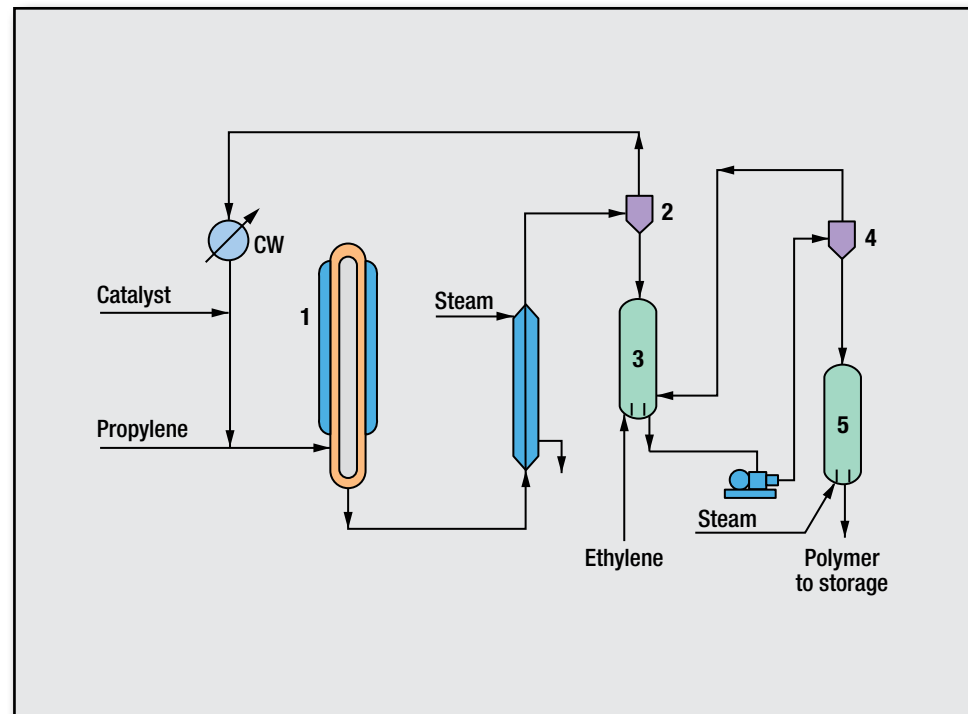 2
4
CW
Catalyst
1
Steam
3
Propylene
5
Steam
Ethylene
Polymer
to storage